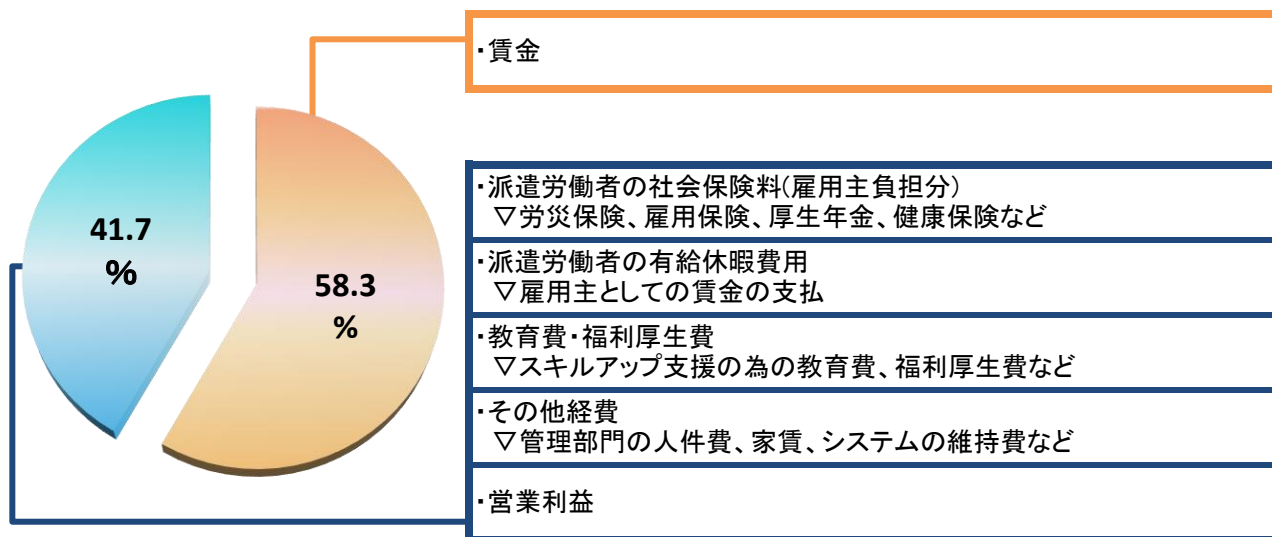 ・賃金
・派遣労働者の社会保険料(雇用主負担分)
▽労災保険、雇用保険、厚生年金、健康保険など
・派遣労働者の有給休暇費用
▽雇用主としての賃金の支払
・教育費・福利厚生費
▽スキルアップ支援の為の教育費、福利厚生費など
・その他経費
▽管理部門の人件費、家賃、システムの維持費など
・営業利益
41.7
%
58.3
%